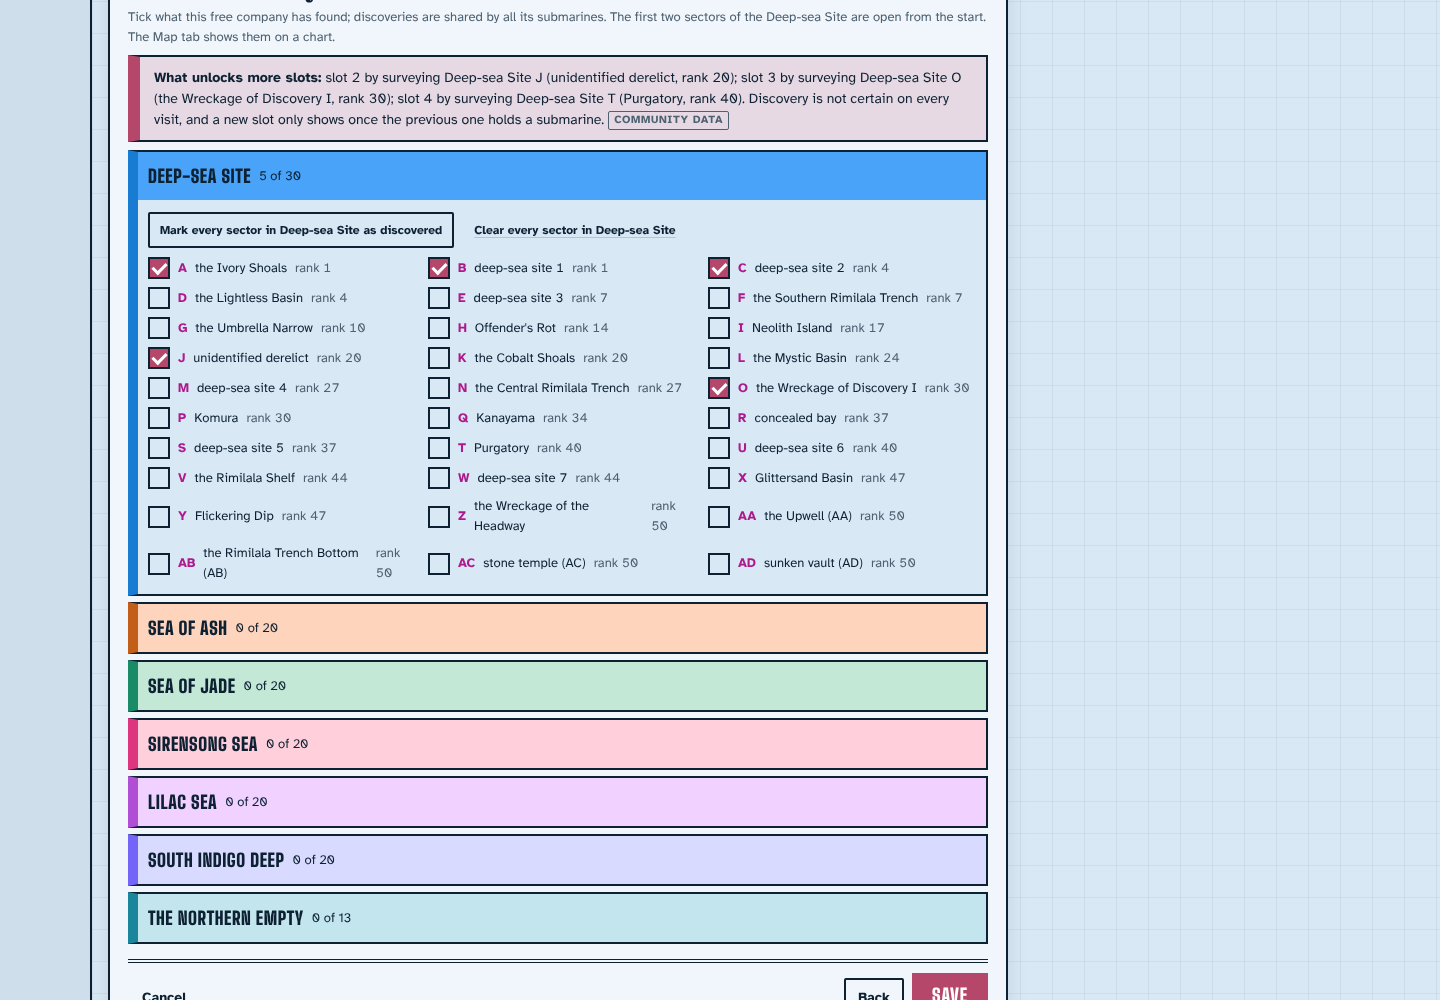 Tick what this free company has found; discoveries are shared by all its submarines. The first two sectors of the Deep-sea Site are open from the start.
The Map tab shows them on a chart.
What unlocks more slots: slot 2 by surveying Deep-sea Site J (unidentified derelict, rank 20); slot 3 by surveying Deep-sea Site O
(the Wreckage of Discovery I, rank 30); slot 4 by surveying Deep-sea Site T (Purgatory, rank 40). Discovery is not certain on every
visit, and a new slot only shows once the previous one holds a submarine. COMMUNITY DATA
DEEP-SEA SITE 5 of 30
Mark every sector in Deep-sea Site as discovered Clear every sector in Deep-sea Site
A the Ivory Shoals rank 1 B deep-sea site 1 rank 1 C deep-sea site 2 rank 4
D the Lightless Basin rank 4 E deep-sea site 3 rank 7 F the Southern Rimilala Trench rank 7
G the Umbrella Narrow rank 10 H Offender's Rot rank 14 I Neolith Island rank 17
J unidentified derelict rank 20 K the Cobalt Shoals rank 20 L the Mystic Basin rank 24
M deep-sea site 4 rank 27 N the Central Rimilala Trench rank 27 O the Wreckage of Discovery I rank 30
P Komura rank 30 Q Kanayama rank 34 R concealed bay rank 37
S deep-sea site 5 rank 37 T Purgatory rank 40 U deep-sea site 6 rank 40
V the Rimilala Shelf rank 44 W deep-sea site 7 rank 44 X Glittersand Basin rank 47
Y Flickering Dip rank 47 Z the Wreckage of the Headway rank 50 AA the Upwell (AA) rank 50
AB the Rimilala Trench Bottom (AB) rank 50 AC stone temple (AC) rank 50 AD sunken vault (AD) rank 50
SEA OF ASH 0 of 20
SEA OF JADE 0 of 20
SIRENSONG SEA 0 of 20
LILAC SEA 0 of 20
SOUTH INDIGO DEEP 0 of 20
THE NORTHERN EMPTY 0 of 13
Cancel Back SAVE